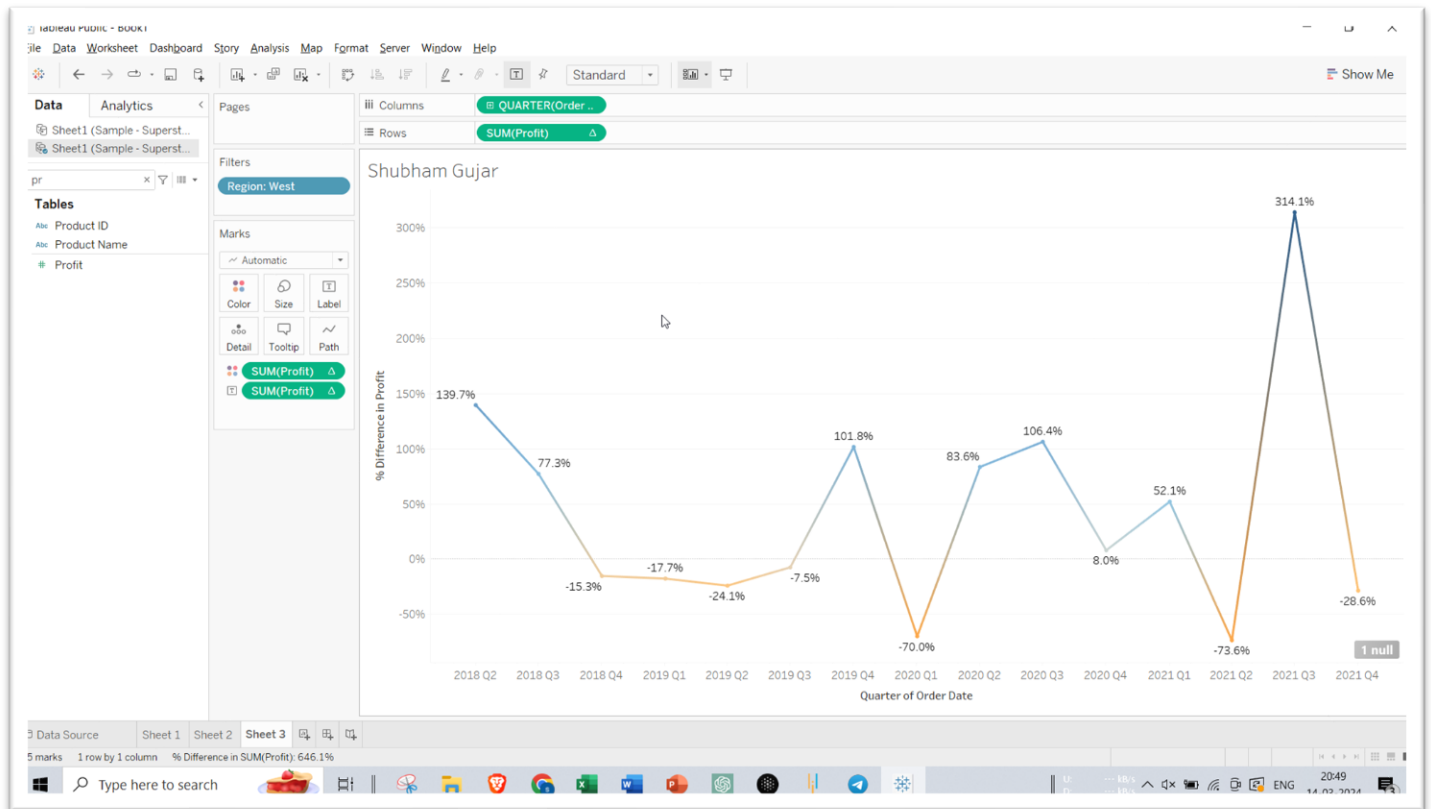 Tableau Public - Book1
File Data Worksheet Dashboard Story Analysis Map Format Server Window Help
Standard
Show Me
Data Analytics
Pages
iii Columns
QUARTER(Order ..
Rows
SUM(Profit) Δ
Sheet1 (Sample - Superst...
Sheet1 (Sample - Superst...
pr
Tables
Abc Product ID
Abc Product Name
# Profit
Filters
Region: West
Marks
Automatic
Color Size Label
Detail Tooltip Path
SUM(Profit) Δ
SUM(Profit) Δ
Shubham Gujar
% Difference in Profit
300%
250%
200%
150%
100%
50%
0%
-50%
139.7%
77.3%
-15.3%
-17.7%
-24.1%
-7.5%
101.8%
-70.0%
83.6%
106.4%
8.0%
52.1%
-73.6%
314.1%
-28.6%
1 null
2018 Q2 2018 Q3 2018 Q4 2019 Q1 2019 Q2 2019 Q3 2019 Q4 2020 Q1 2020 Q2 2020 Q3 2020 Q4 2021 Q1 2021 Q2 2021 Q3 2021 Q4
Quarter of Order Date
Data Source Sheet 1 Sheet 2 Sheet 3
5 marks 1 row by 1 column % Difference in SUM(Profit): 646.1%
Type here to search
ENG
20:49
14-03-2024